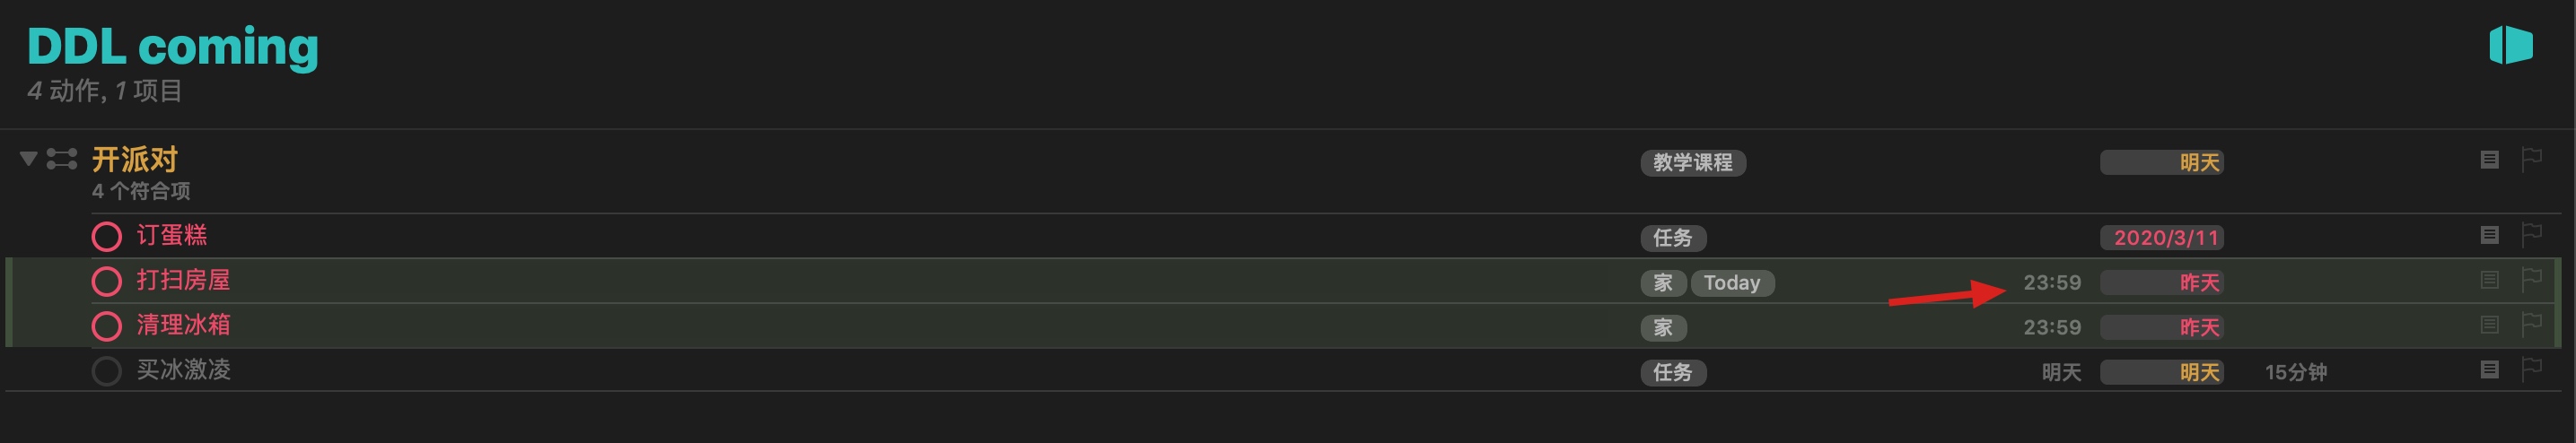 DDL coming
4 动作, 1 项目
开派对 教学课程 明天
4 个符合项
订蛋糕 任务 2020/3/11
打扫房屋 家 Today 23:59 昨天
清理冰箱 家 23:59 昨天
买冰激凌 任务 明天 明天 15分钟